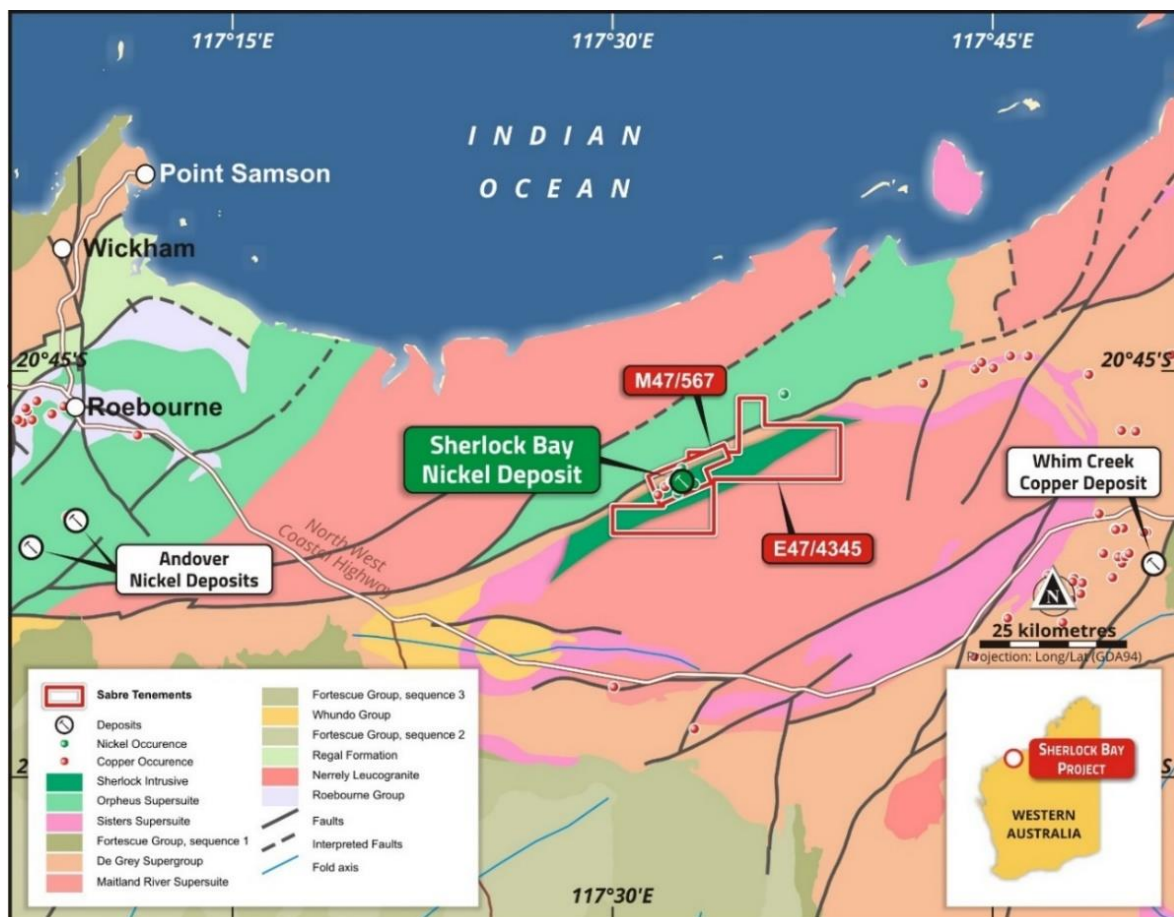 117°15'E
117°30'E
117°45'E
INDIAN
OCEAN
Point Samson
Wickham
20°45'S
20°45'S
Roebourne
M47/567
Sherlock Bay
Nickel Deposit
Whim Creek
Copper Deposit
E47/4345
Andover
Nickel Deposits
North West
Coastal Highway
N
25 kilometres
Projection: Long/Lat (GDA94)
Sabre Tenements
Deposits
Nickel Occurence
Copper Occurence
Sherlock Intrusive
Orpheus Supersuite
Sisters Supersuite
Fortescue Group, sequence 1
De Grey Supergroup
Maitland River Supersuite
Fortescue Group, sequence 3
Whundo Group
Fortescue Group, sequence 2
Regal Formation
Nerrely Leucogranite
Roebourne Group
Faults
Interpreted Faults
Fold axis
117°30'E
SHERLOCK BAY
PROJECT
WESTERN
AUSTRALIA